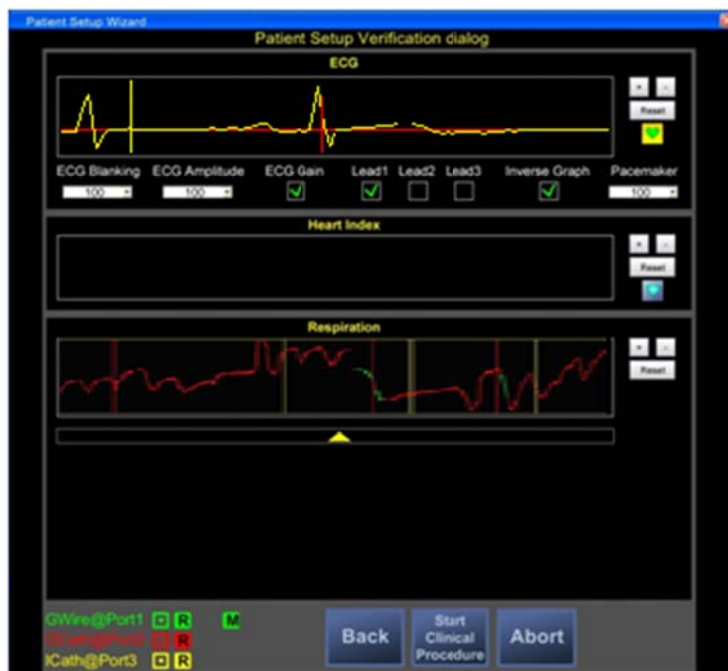 Patient Setup Wizard
Patient Setup Verification dialog
ECG
+ -
Reset
ECG Blanking ECG Amplitude ECG Gain Lead1 Lead2 Lead3 Inverse Graph Pacemaker
100 100 100
Heart Index
+ -
Reset
Respiration
+ -
Reset
GWire@Port1 D R M
R
ICath@Port3 D R
Back
Start
Clinical
Procedure
Abort